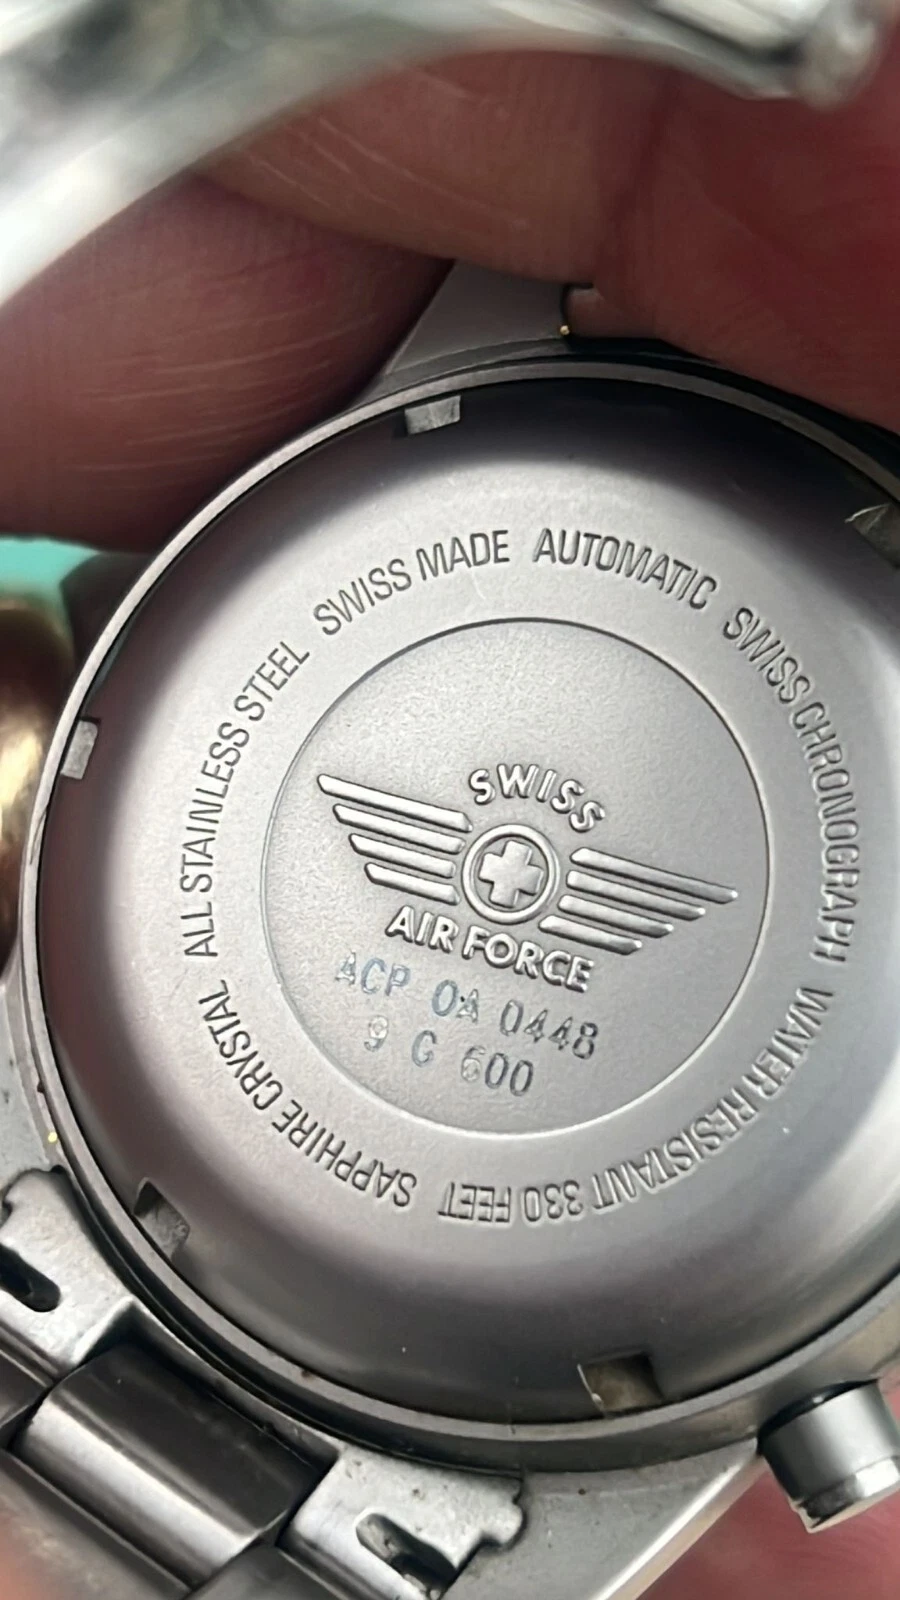 SWISS MADE AUTOMATIC SWISS CHRONOGRAPH WATER RESISTANT 330 FEET SAPPHIRE CRYSTAL ALL STAINLESS STEEL
SWISS
AIR FORCE
ACP OA 0448
9 G 600